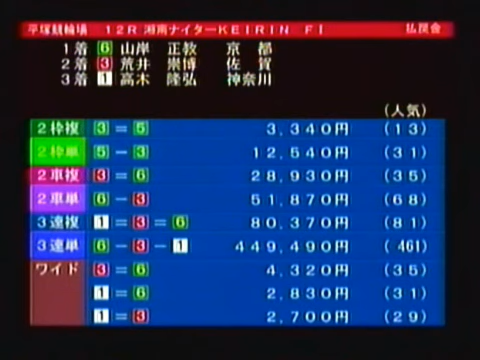 平塚競輪場 12R 湘南ナイターKEIRIN FⅠ 払戻金
1着 6 山岸 正教 京都
2着 3 荒井 崇博 佐賀
3着 1 高木 隆弘 神奈川
(人気)
2枠複 3=5 3,340円 (13)
2枠単 5-3 12,540円 (31)
2車複 3=6 28,930円 (35)
2車単 6-3 51,870円 (68)
3連複 1=3=6 80,370円 (81)
3連単 6-3-1 449,490円 (461)
ワイド 3=6 4,320円 (35)
1=6 2,830円 (31)
1=3 2,700円 (29)